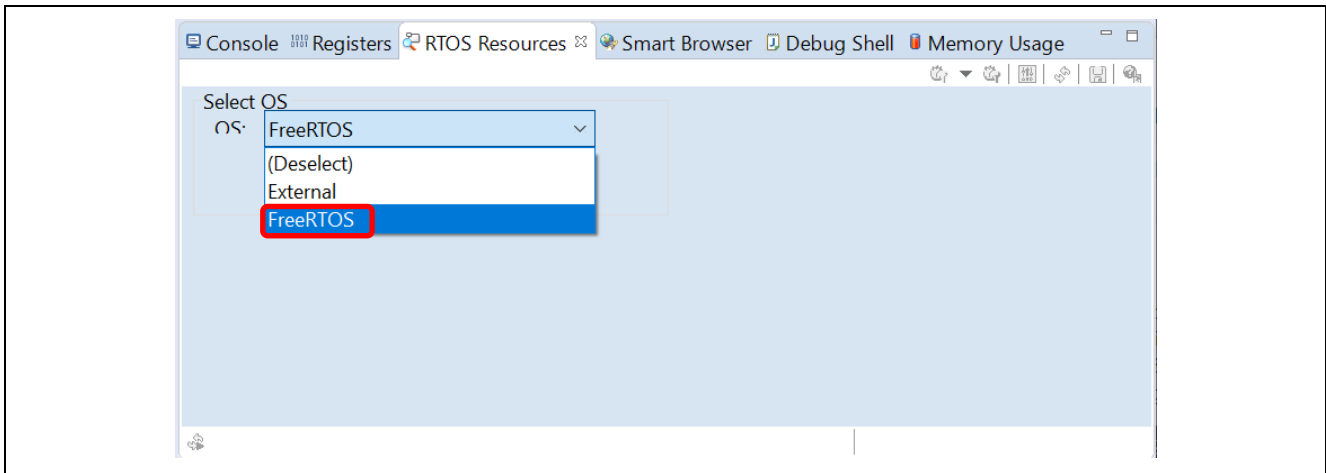 Console Registers RTOS Resources Smart Browser Debug Shell Memory Usage
Select OS
OS: FreeRTOS
(Deselect)
External
FreeRTOS